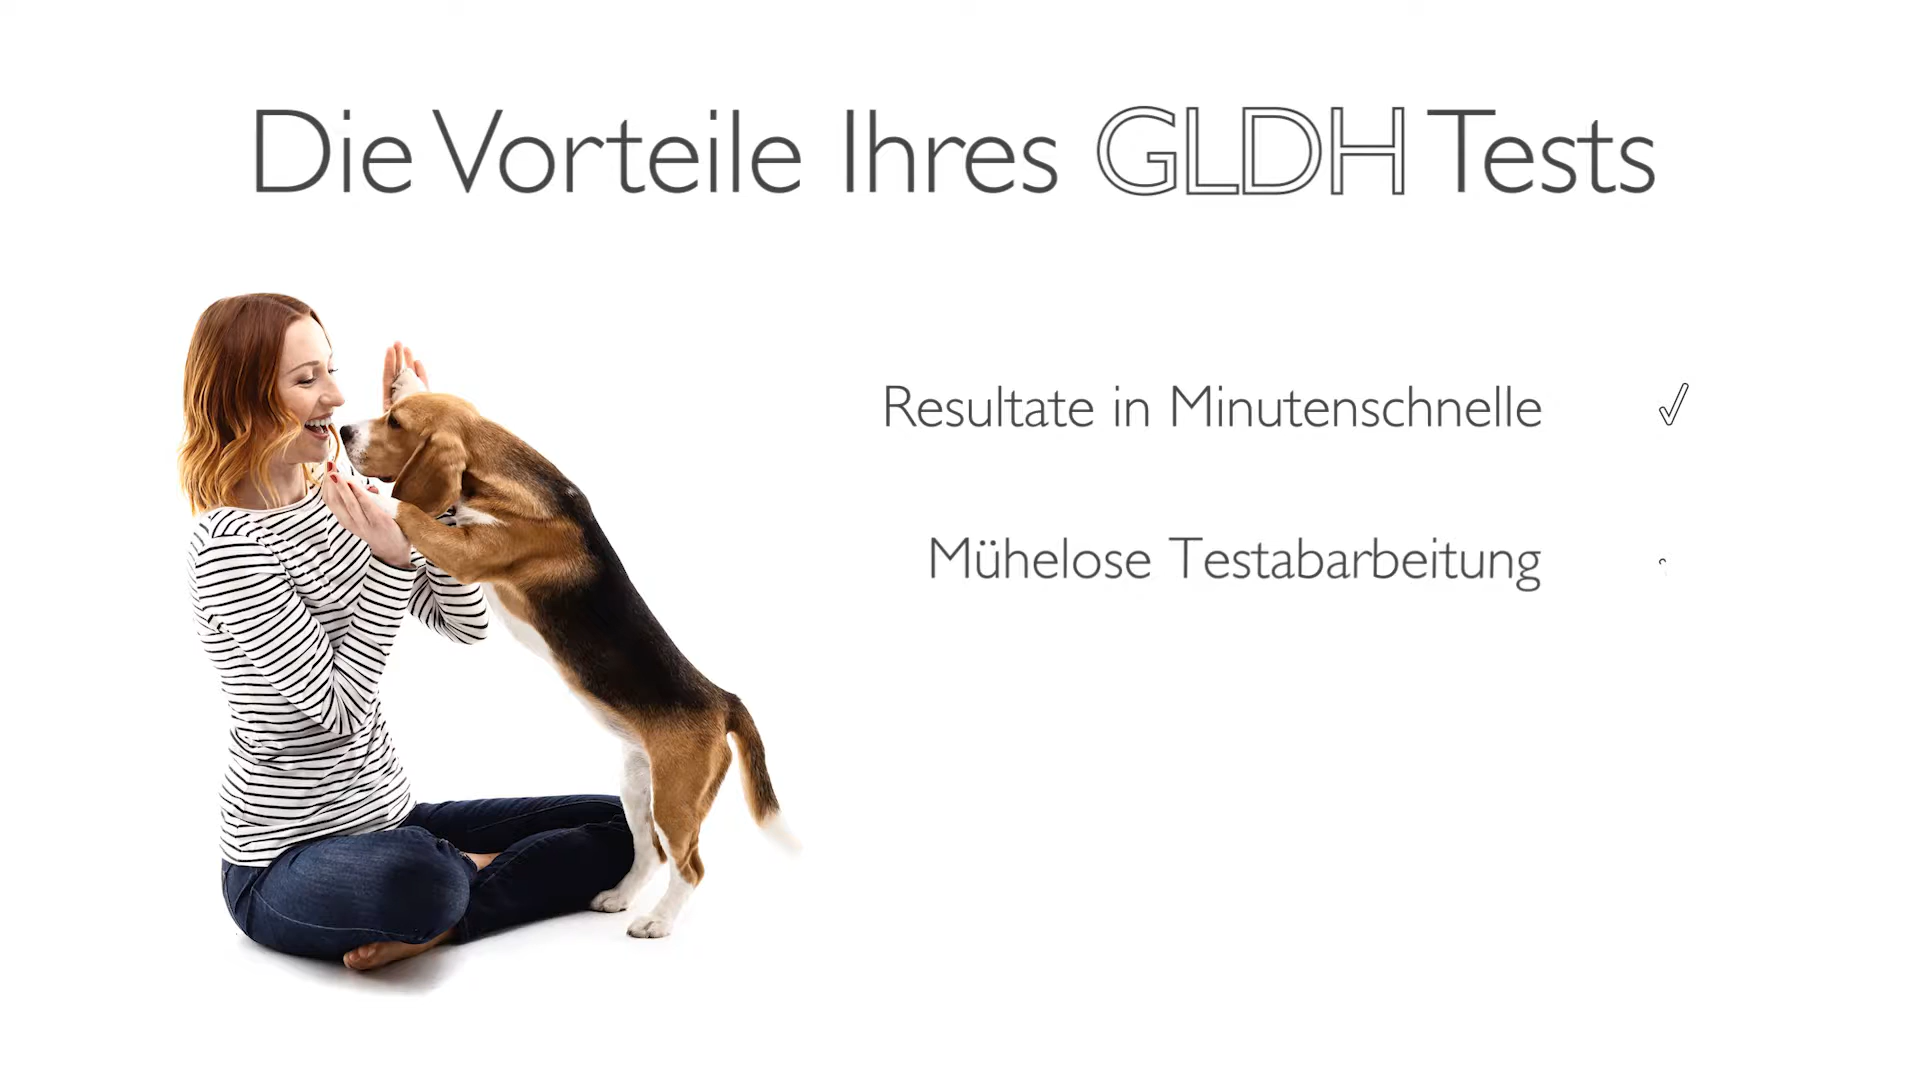 Die Vorteile Ihres GLDH Tests
Resultate in Minutenschnelle ✓
Mühelose Testabarbeitung